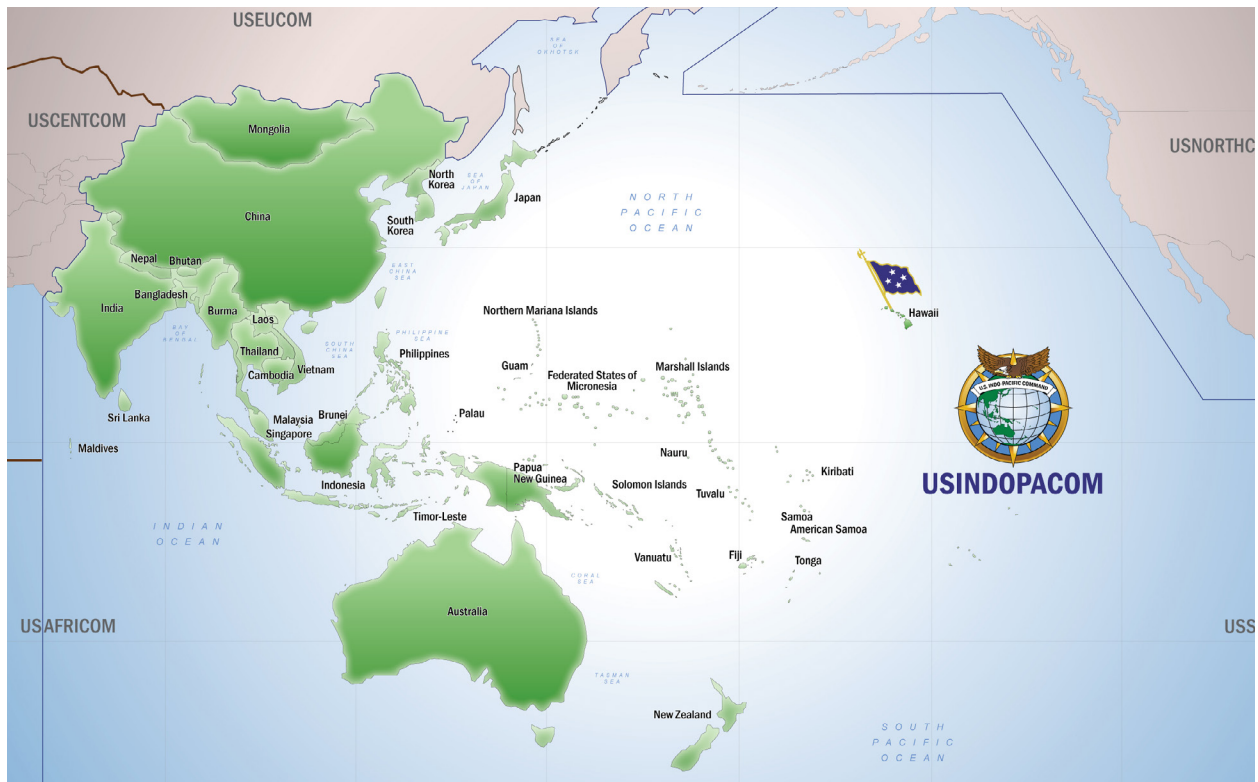 USEUCOM
SEA
OF
OKHOTSK
USCENTCOM
Mongolia
USNORTHC
North
Korea
SEA
OF
JAPAN
Japan
NORTH
PACIFIC
OCEAN
China
South
Korea
Nepal
Bhutan
EAST
CHINA
SEA
Bangladesh
India
Burma
Laos
Northern Mariana Islands
Hawaii
BAY
OF
BENGAL
PHILIPPINE
SEA
SOUTH
CHINA
SEA
Thailand
Philippines
Vietnam
Cambodia
Guam
Federated States of
Micronesia
Marshall Islands
U.S. INDO-PACIFIC COMMAND
Sri Lanka
Malaysia
Brunei
Palau
Singapore
Maldives
Nauru
Papua
New Guinea
Kiribati
Indonesia
Solomon Islands
Tuvalu
USINDOPACOM
Timor-Leste
Samoa
American Samoa
INDIAN
OCEAN
Vanuatu
Fiji
Tonga
CORAL
SEA
Australia
USAFRICOM
USS
TASMAN
SEA
New Zealand
SOUTH
PACIFIC
OCEAN